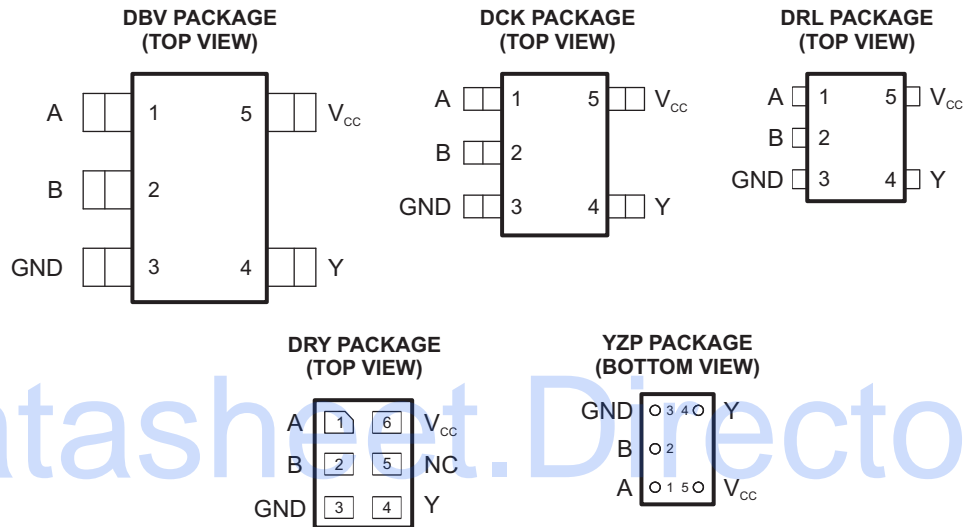 DBV PACKAGE
(TOP VIEW)
A 1 5 VCC
B 2
GND 3 4 Y
DCK PACKAGE
(TOP VIEW)
A 1 5 VCC
B 2
GND 3 4 Y
DRL PACKAGE
(TOP VIEW)
A 1 5 VCC
B 2
GND 3 4 Y
DRY PACKAGE
(TOP VIEW)
A 1 6 VCC
B 2 5 NC
GND 3 4 Y
YZP PACKAGE
(BOTTOM VIEW)
GND 3 4 Y
B 2
A 1 5 VCC
atasheet.Directo